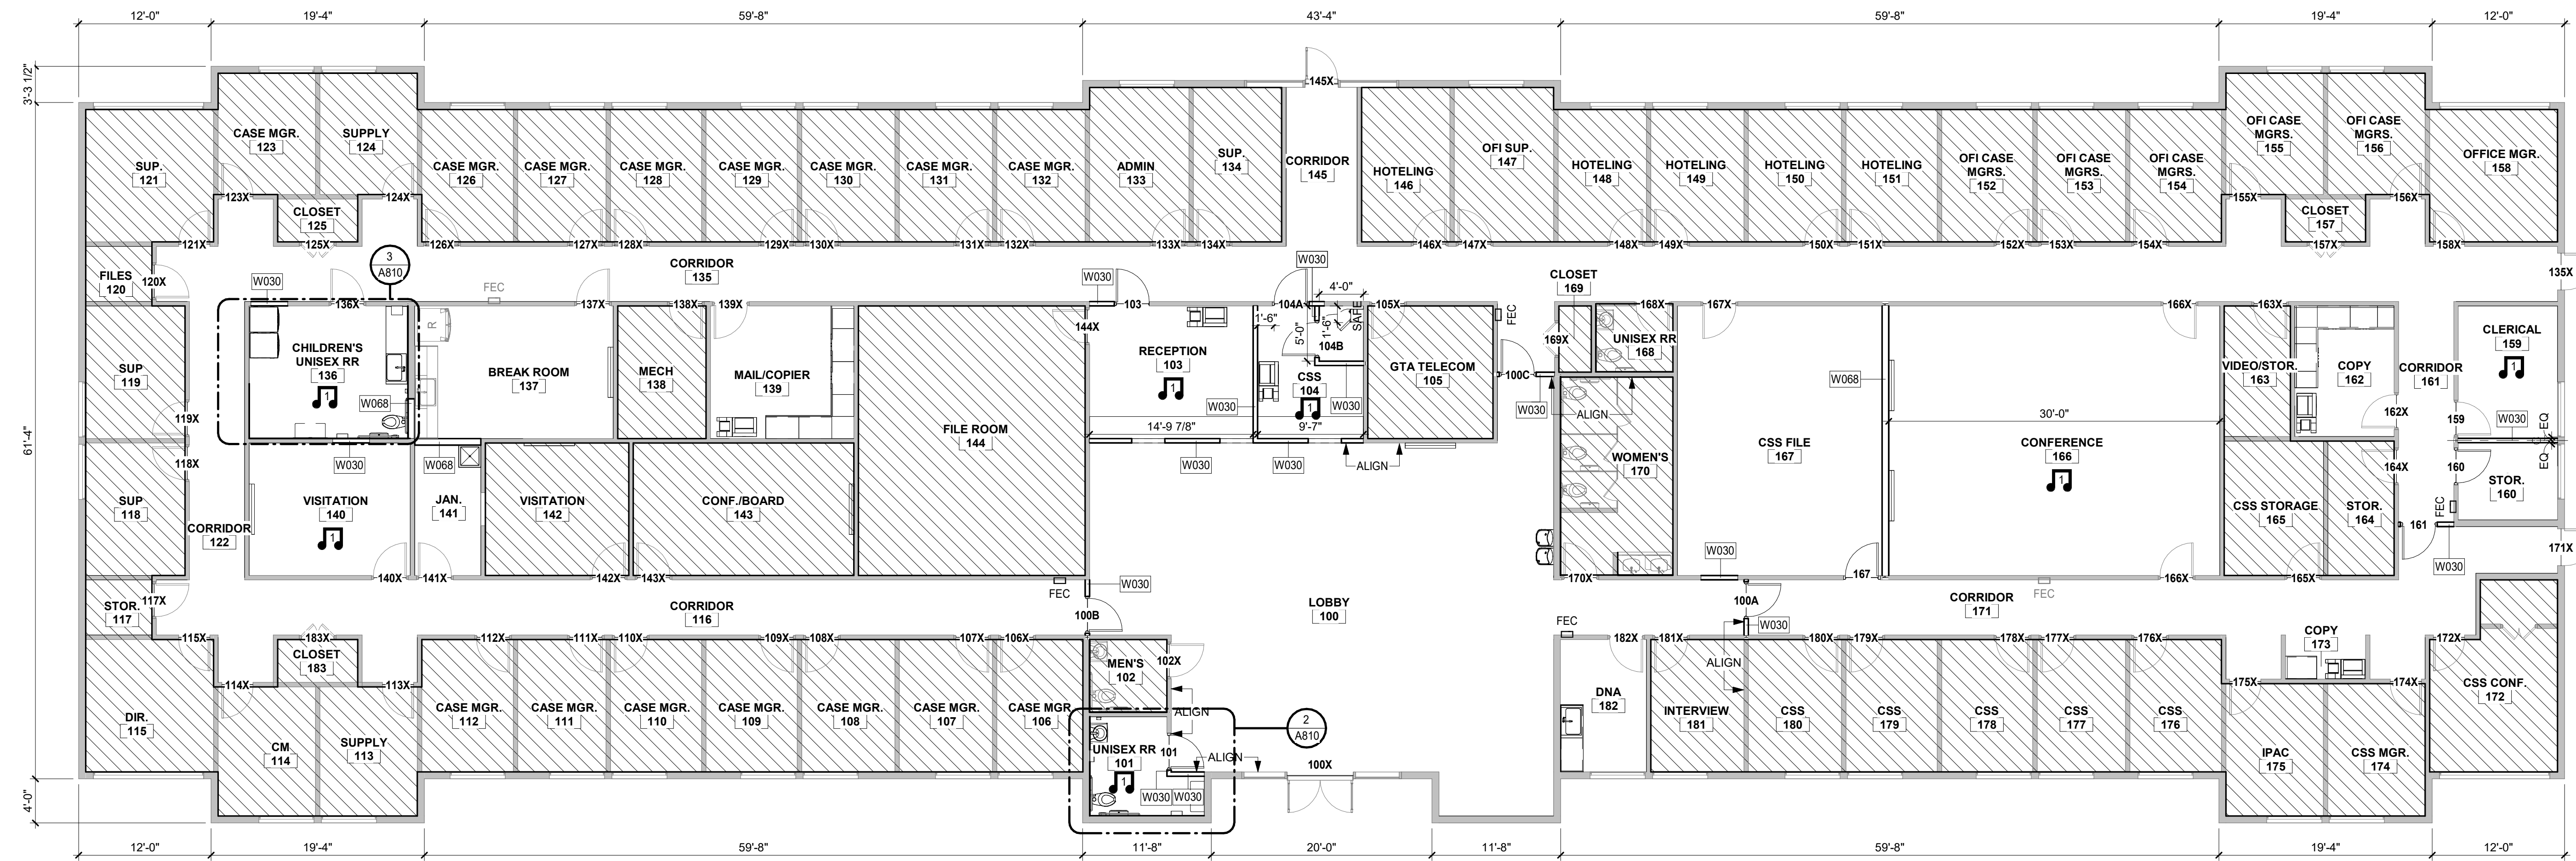 12'-0" 19'-4" 59'-8" 43'-4" 59'-8" 19'-4" 12'-0"
3'-3 1/2"
61'-4"
4'-0"
145X
CASE MGR.
123
SUPPLY
124
SUP.
121
CASE MGR.
126
CASE MGR.
127
CASE MGR.
128
CASE MGR.
129
CASE MGR.
130
CASE MGR.
131
CASE MGR.
132
ADMIN
133
SUP.
134
CORRIDOR
145
HOTELING
146
OFI SUP.
147
HOTELING
148
HOTELING
149
HOTELING
150
HOTELING
151
OFI CASE
MGRS.
152
OFI CASE
MGRS.
153
OFI CASE
MGRS.
154
OFI CASE
MGRS.
155
OFI CASE
MGRS.
156
OFFICE MGR.
158
123X
124X
CLOSET
125
155X
156X
CLOSET
157
121X
125X
126X
127X
128X
129X
130X
131X
132X
133X
134X
146X
147X
148X
149X
150X
151X
152X
153X
154X
157X
158X
3
A810
FILES
120
120X
W030
CORRIDOR
135
FEC
W030
W030
4'-0"
CLOSET
169
135X
136X
137X
138X
139X
103
104A
105X
168X
167X
166X
163X
CHILDREN'S
UNISEX RR
136
1
W068
R
BREAK ROOM
137
MECH
138
MAIL/COPIER
139
144X
RECEPTION
103
1
1'-6"
5'-0"
1'-6"
SAFE
104B
CSS
104
1
W030
W030
GTA TELECOM
105
FEC
100C
W030
169X
UNISEX RR
168
ALIGN
W068
VIDEO/STOR.
163
COPY
162
CORRIDOR
161
CLERICAL
159
1
SUP
119
119X
118X
SUP
118
FILE ROOM
144
14'-9 7/8"
9'-7"
W030
W030
ALIGN
WOMEN'S
170
CSS FILE
167
30'-0"
CONFERENCE
166
1
162X
159
W030
EQ
EQ
164X
160
STOR.
160
W030
W068
VISITATION
140
1
JAN.
141
VISITATION
142
CONF./BOARD
143
CSS STORAGE
165
STOR.
164
FEC
161
W030
171X
CORRIDOR
122
140X
141X
142X
143X
FEC
W030
170X
W030
167
166X
165X
FEC
STOR.
117
117X
CORRIDOR
116
100B
LOBBY
100
100A
W030
CORRIDOR
171
COPY
173
115X
183X
CLOSET
183
112X
111X
110X
109X
108X
107X
106X
FEC
182X
181X
180X
179X
178X
177X
176X
172X
MEN'S
102
102X
ALIGN
ALIGN
114X
113X
175X
174X
DIR.
115
CM
114
SUPPLY
113
CASE MGR.
112
CASE MGR.
111
CASE MGR.
110
CASE MGR.
109
CASE MGR.
108
CASE MGR.
107
CASE MGR.
106
DNA
182
INTERVIEW
181
CSS
180
CSS
179
CSS
178
CSS
177
CSS
176
IPAC
175
CSS MGR.
174
CSS CONF.
172
UNISEX RR
101
1
101
ALIGN
W030
W030
2
A810
100X
12'-0" 19'-4" 59'-8" 11'-8" 20'-0" 11'-8" 59'-8" 19'-4" 12'-0"